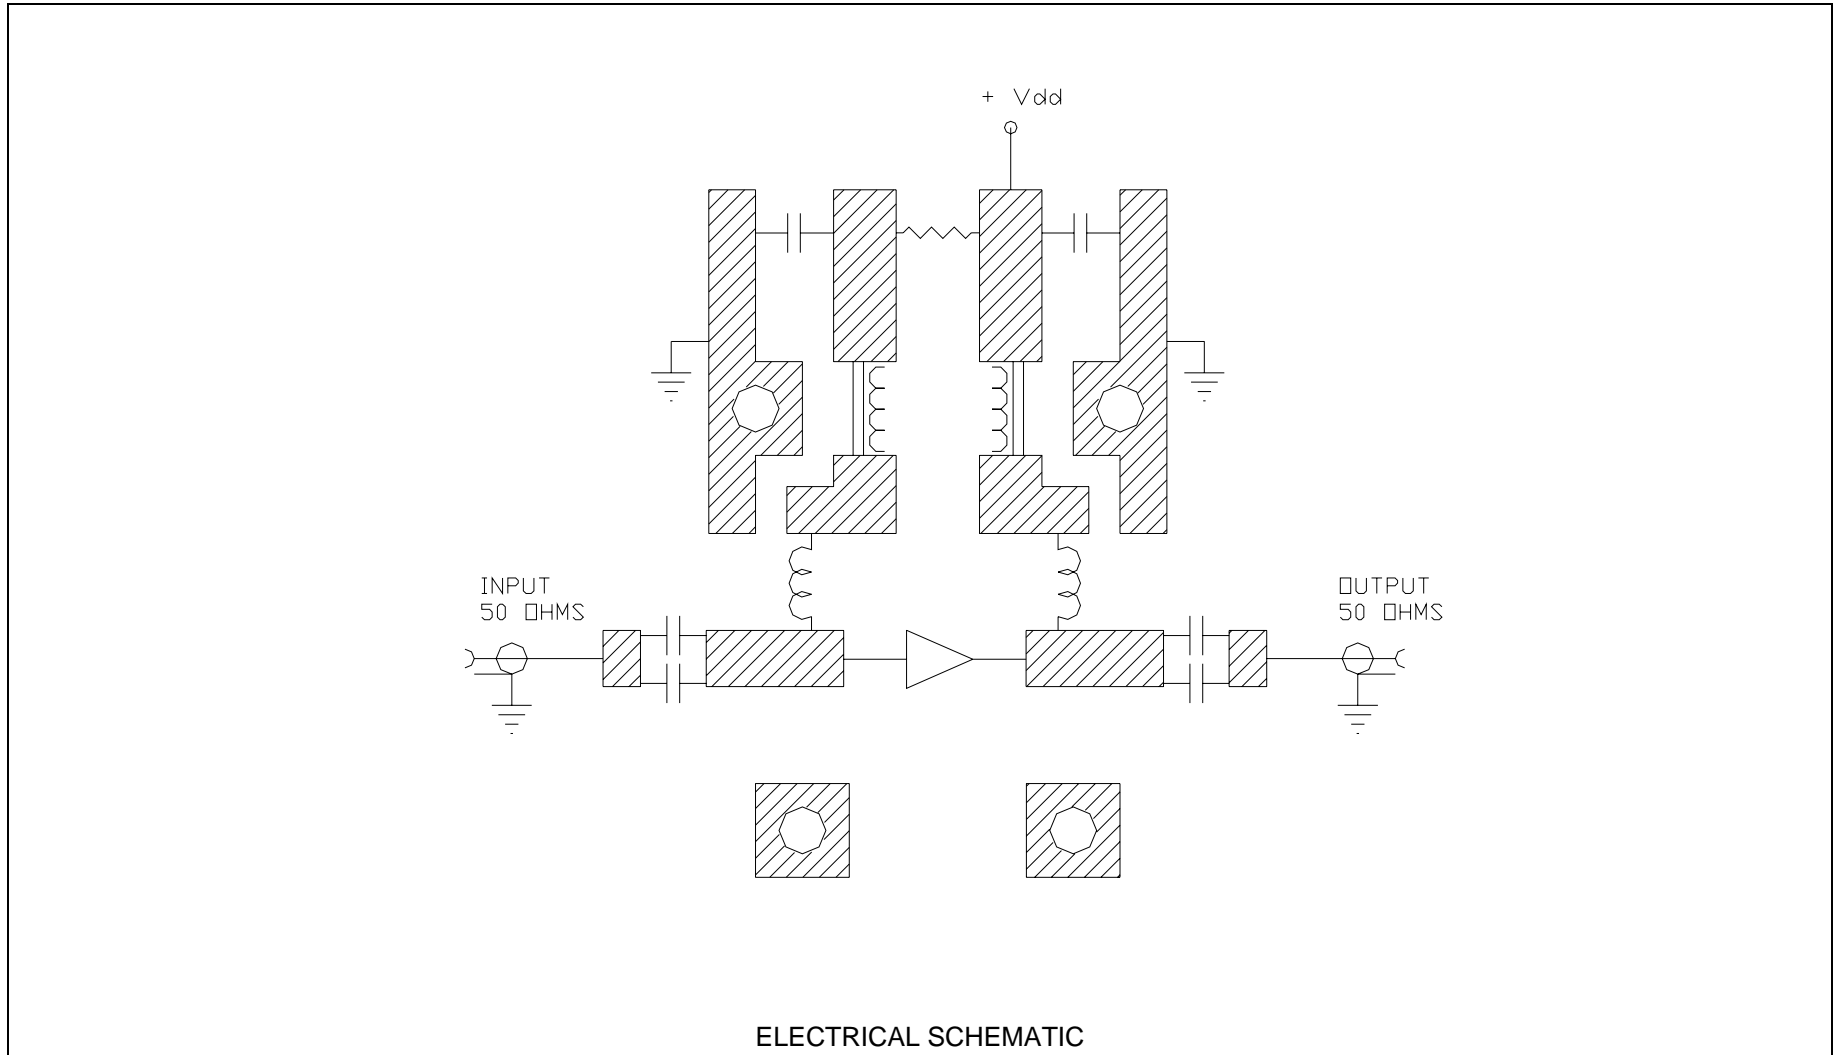 + Vdd
INPUT
50 OHMS
OUTPUT
50 OHMS
ELECTRICAL SCHEMATIC